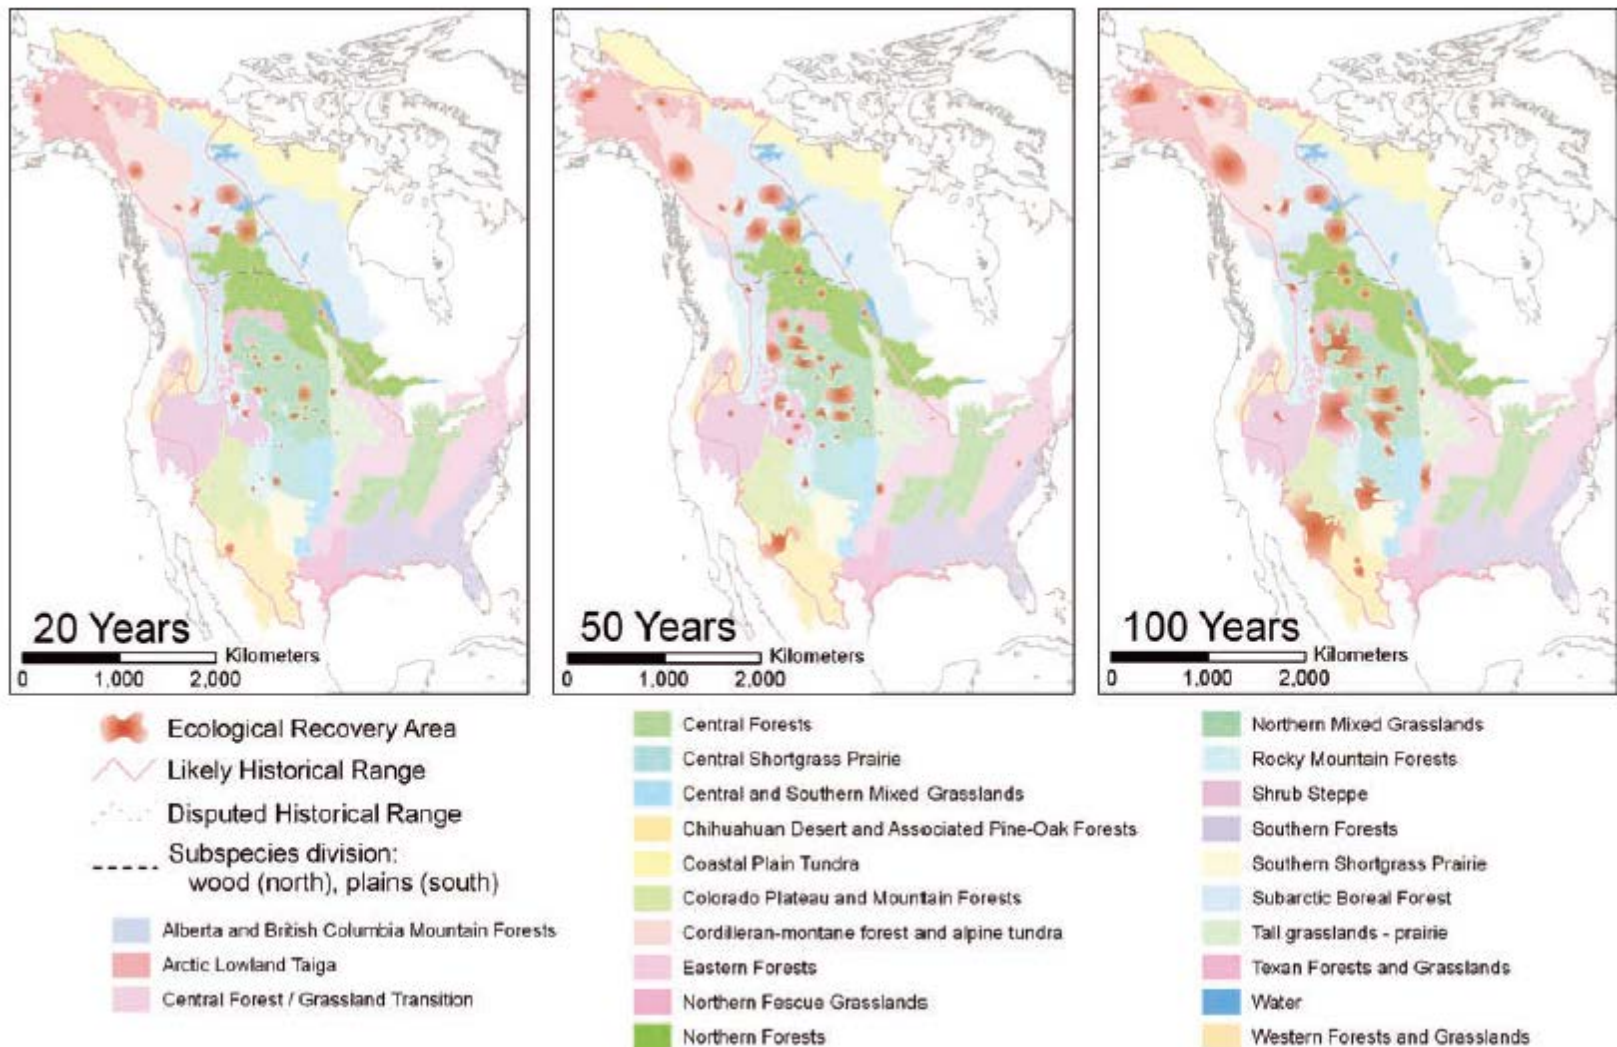 20 Years
Kilometers
0 1,000 2,000
50 Years
Kilometers
0 1,000 2,000
100 Years
Kilometers
0 1,000 2,000
Ecological Recovery Area
Likely Historical Range
Disputed Historical Range
Subspecies division:
wood (north), plains (south)
Alberta and British Columbia Mountain Forests
Arctic Lowland Taiga
Central Forest / Grassland Transition
Central Forests
Central Shortgrass Prairie
Central and Southern Mixed Grasslands
Chihuahuan Desert and Associated Pine-Oak Forests
Coastal Plain Tundra
Colorado Plateau and Mountain Forests
Cordilleran-montane forest and alpine tundra
Eastern Forests
Northern Fescue Grasslands
Northern Forests
Northern Mixed Grasslands
Rocky Mountain Forests
Shrub Steppe
Southern Forests
Southern Shortgrass Prairie
Subarctic Boreal Forest
Tall grasslands - prairie
Texan Forests and Grasslands
Water
Western Forests and Grasslands